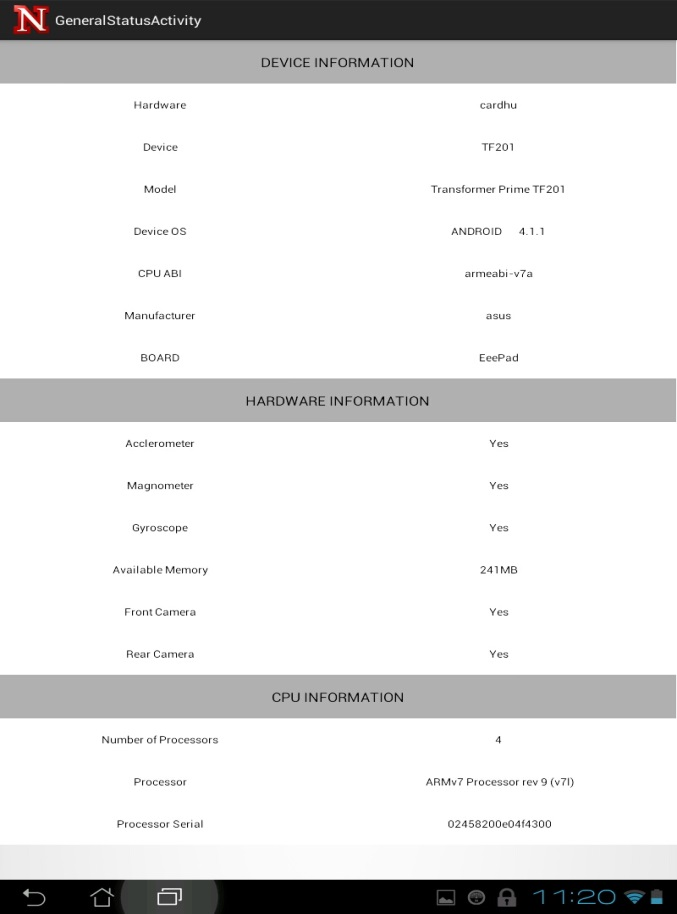 N GeneralStatusActivity
DEVICE INFORMATION
Hardware cardhu
Device TF201
Model Transformer Prime TF201
Device OS ANDROID 4.1.1
CPU ABI armeabi-v7a
Manufacturer asus
BOARD EeePad
HARDWARE INFORMATION
Acclerometer Yes
Magnometer Yes
Gyroscope Yes
Available Memory 241MB
Front Camera Yes
Rear Camera Yes
CPU INFORMATION
Number of Processors 4
Processor ARMv7 Processor rev 9 (v7l)
Processor Serial 02458200e04f4300
11:20